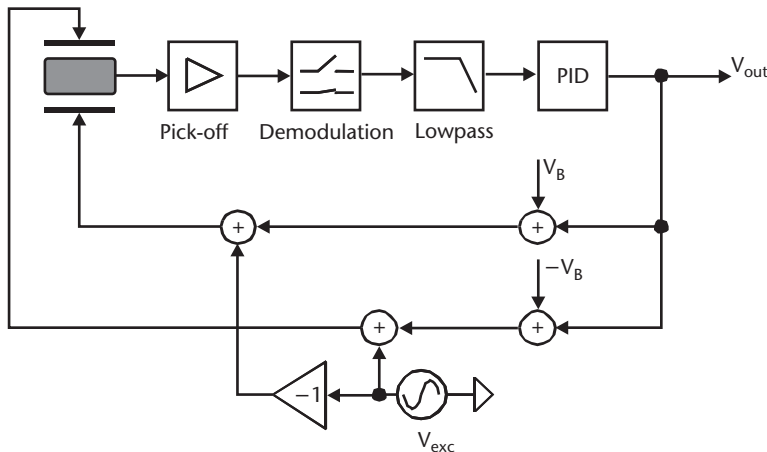 PID
V_out
Pick-off
Demodulation
Lowpass
V_B
+
+
−V_B
+
+
−1
V_exc